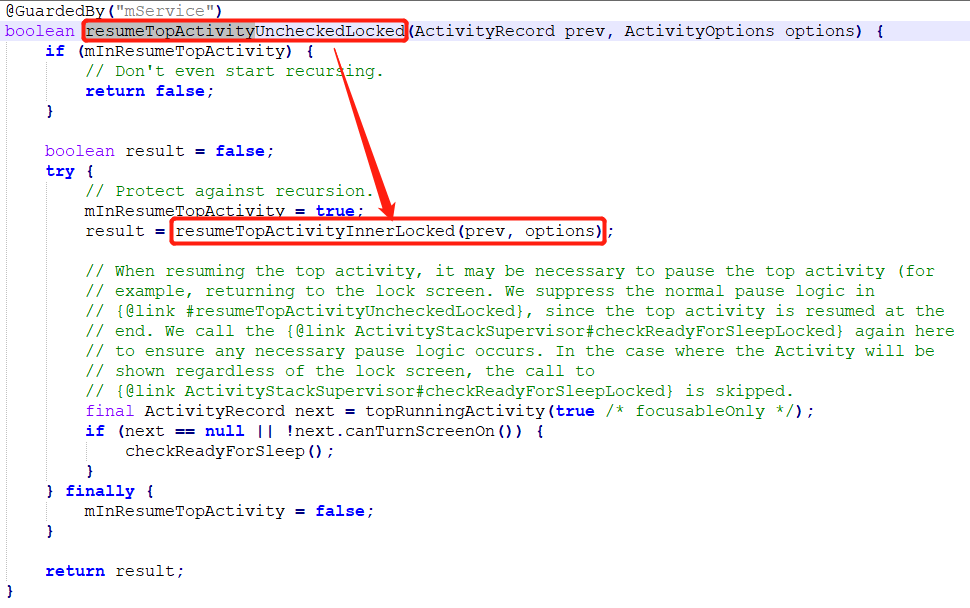 @GuardedBy("mService")
boolean resumeTopActivityUncheckedLocked(ActivityRecord prev, ActivityOptions options) {
    if (mInResumeTopActivity) {
        // Don't even start recursing.
        return false;
    }

    boolean result = false;
    try {
        // Protect against recursion.
        mInResumeTopActivity = true;
        result = resumeTopActivityInnerLocked(prev, options);

        // When resuming the top activity, it may be necessary to pause the top activity (for
        // example, returning to the lock screen. We suppress the normal pause logic in
        // {@link #resumeTopActivityUncheckedLocked}, since the top activity is resumed at the
        // end. We call the {@link ActivityStackSupervisor#checkReadyForSleepLocked} again here
        // to ensure any necessary pause logic occurs. In the case where the Activity will be
        // shown regardless of the lock screen, the call to
        // {@link ActivityStackSupervisor#checkReadyForSleepLocked} is skipped.
        final ActivityRecord next = topRunningActivity(true /* focusableOnly */);
        if (next == null || !next.canTurnScreenOn()) {
            checkReadyForSleep();
        }
    } finally {
        mInResumeTopActivity = false;
    }

    return result;
}